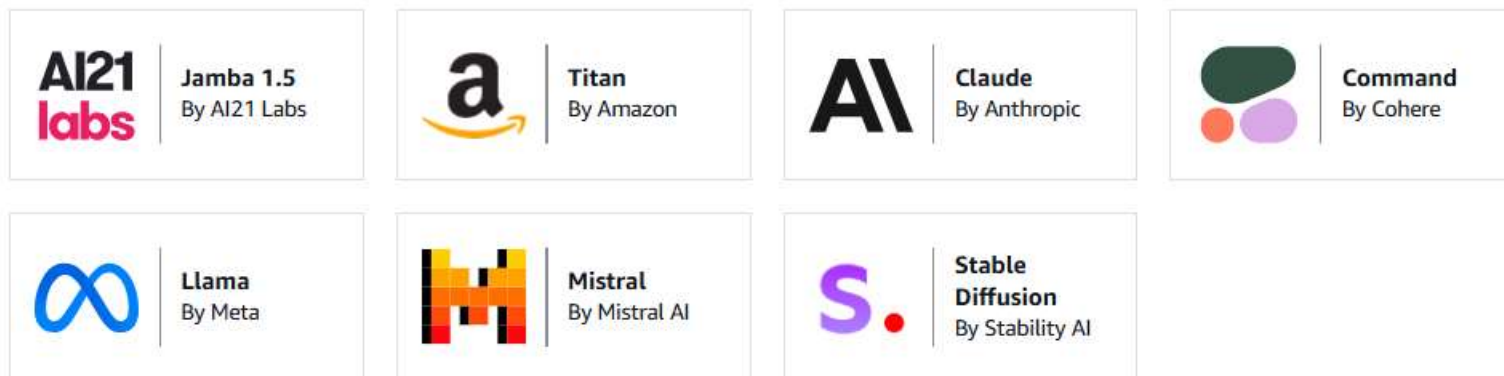 AI21
labs
Jamba 1.5
By AI21 Labs
a
Titan
By Amazon
AI
Claude
By Anthropic
Command
By Cohere
Llama
By Meta
Mistral
By Mistral AI
S.
Stable
Diffusion
By Stability AI